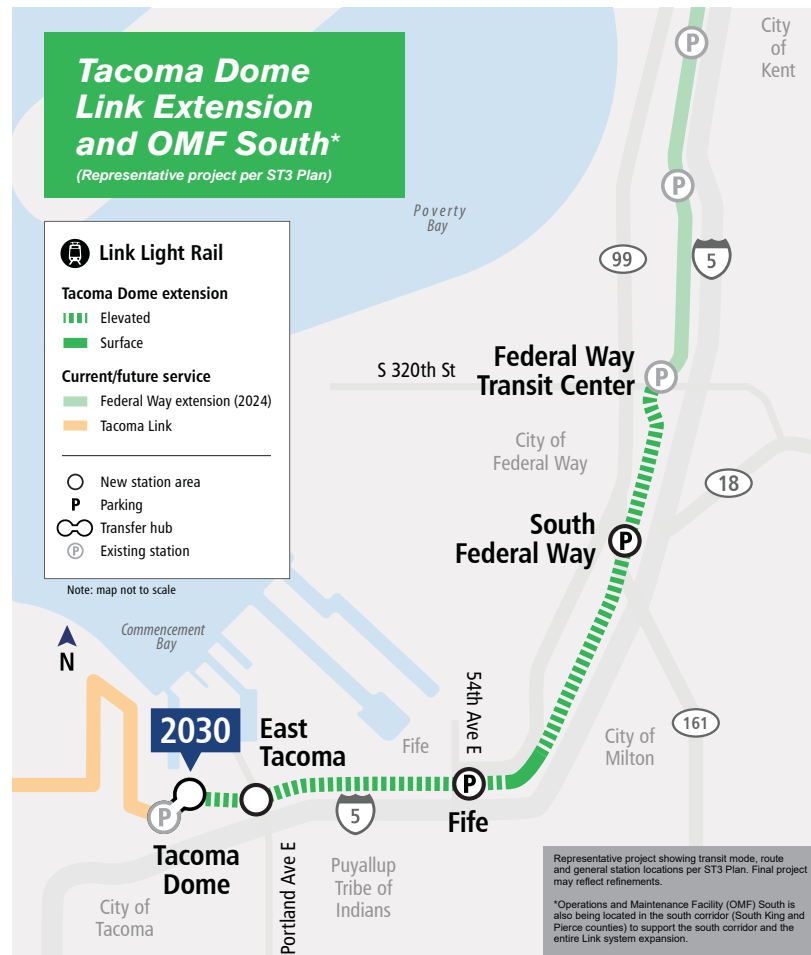 Tacoma Dome
Link Extension
and OMF South*
(Representative project per ST3 Plan)
City
of
Kent
P
P
Poverty
Bay
99
5
Link Light Rail
Tacoma Dome extension
Elevated
Surface
Current/future service
Federal Way extension (2024)
Tacoma Link
New station area
P Parking
Transfer hub
P Existing station
Note: map not to scale
S 320th St
Federal Way
Transit Center
P
City of
Federal Way
18
South
Federal Way
P
Commencement
Bay
N
2030
East
Tacoma
Fife
54th Ave E
161
City of
Milton
P
Fife
P
5
Tacoma
Dome
Portland Ave E
Puyallup
Tribe of
Indians
City of
Tacoma
Representative project showing transit mode, route
and general station locations per ST3 Plan. Final project
may reflect refinements.
*Operations and Maintenance Facility (OMF) South is
also being located in the south corridor (South King and
Pierce counties) to support the south corridor and the
entire Link system expansion.